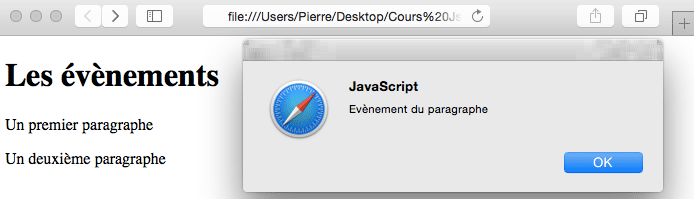 file:///Users/Pierre/Desktop/Cours%20Js
Les évènements
Un premier paragraphe
Un deuxième paragraphe
JavaScript
Evènement du paragraphe
OK